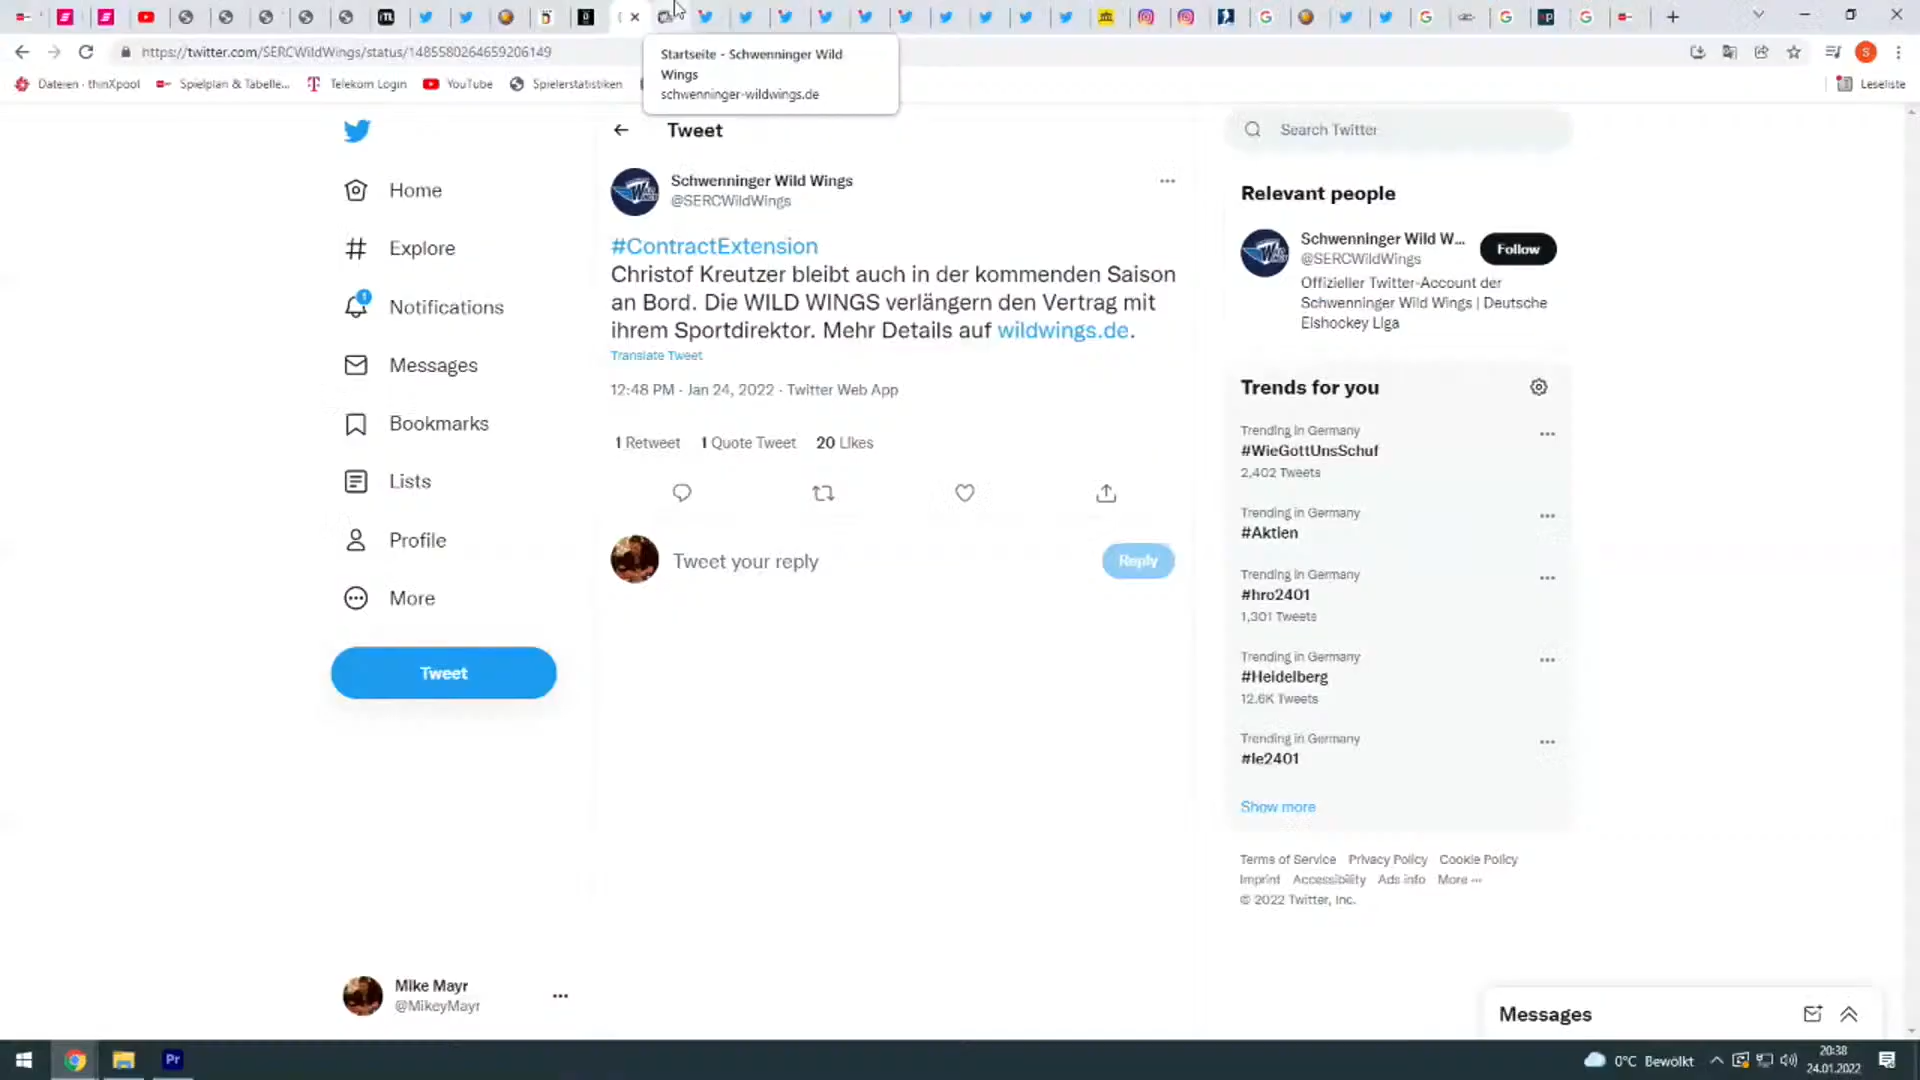 https://twitter.com/SERCWildWings/status/1485580264659206149
Startseite - Schwenninger Wild
Wings
schwenninger-wildwings.de
Dateien - thinXpool
Spielplan & Tabelle...
Telekom Login
YouTube
Spielerstatistiken
Leseliste
Home
Explore
Notifications
Messages
Bookmarks
Lists
Profile
More
Tweet
Mike Mayr
@MikeyMayr
Tweet
Schwenninger Wild Wings
@SERCWildWings
#ContractExtension
Christof Kreutzer bleibt auch in der kommenden Saison
an Bord. Die WILD WINGS verlängern den Vertrag mit
ihrem Sportdirektor. Mehr Details auf wildwings.de.
Translate Tweet
12:48 PM · Jan 24, 2022 · Twitter Web App
1 Retweet 1 Quote Tweet 20 Likes
Tweet your reply
Reply
Search Twitter
Relevant people
Schwenninger Wild W...
@SERCWildWings
Follow
Offizieller Twitter-Account der
Schwenninger Wild Wings | Deutsche
Eishockey Liga
Trends for you
Trending in Germany
#WieGottUnsSchuf
2,402 Tweets
Trending in Germany
#Aktien
Trending in Germany
#hro2401
1,301 Tweets
Trending in Germany
#Heidelberg
12.6K Tweets
Trending in Germany
#le2401
Show more
Terms of Service Privacy Policy Cookie Policy
Imprint Accessibility Ads info More ···
© 2022 Twitter, Inc.
Messages
Pr
0°C Bewölkt
20:38
24.01.2022